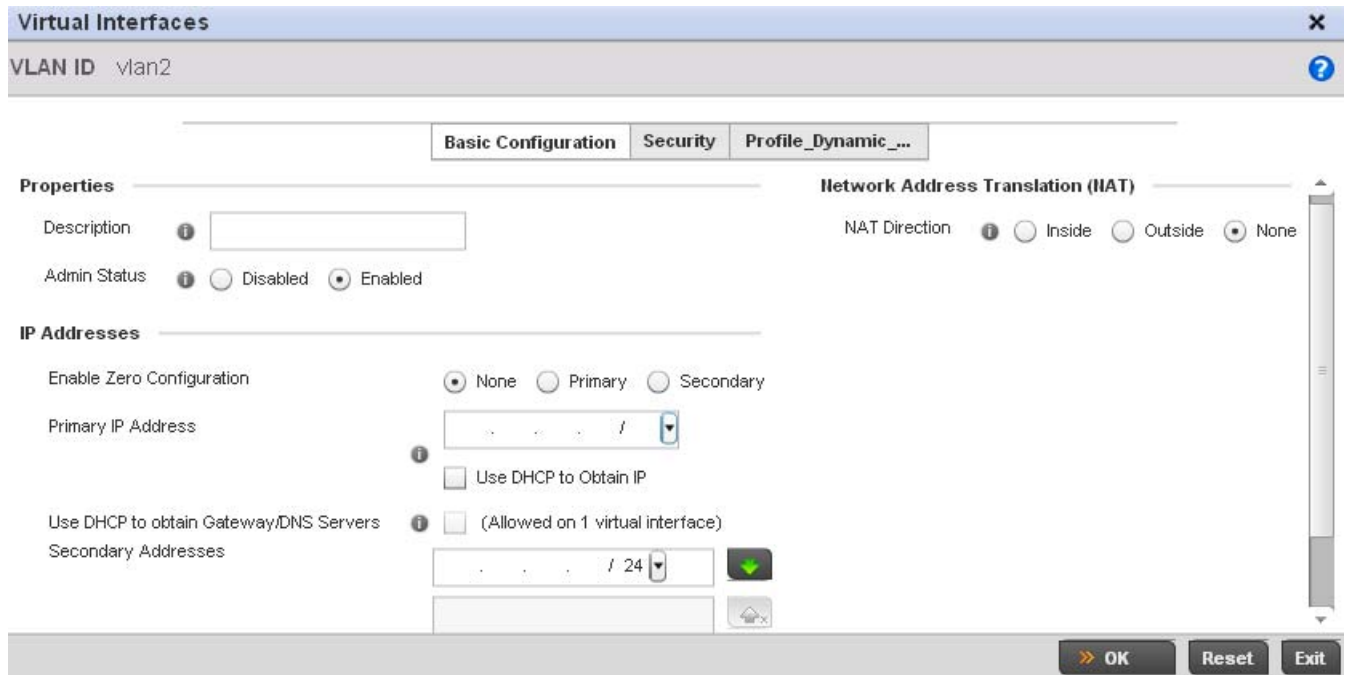 Virtual Interfaces
VLAN ID vlan2
Basic Configuration Security Profile_Dynamic_...
Properties
Description
Admin Status Disabled Enabled
IP Addresses
Enable Zero Configuration None Primary Secondary
Primary IP Address . . . /
Use DHCP to Obtain IP
Use DHCP to obtain Gateway/DNS Servers (Allowed on 1 virtual interface)
Secondary Addresses . . . / 24
Network Address Translation (NAT)
NAT Direction Inside Outside None
» OK Reset Exit